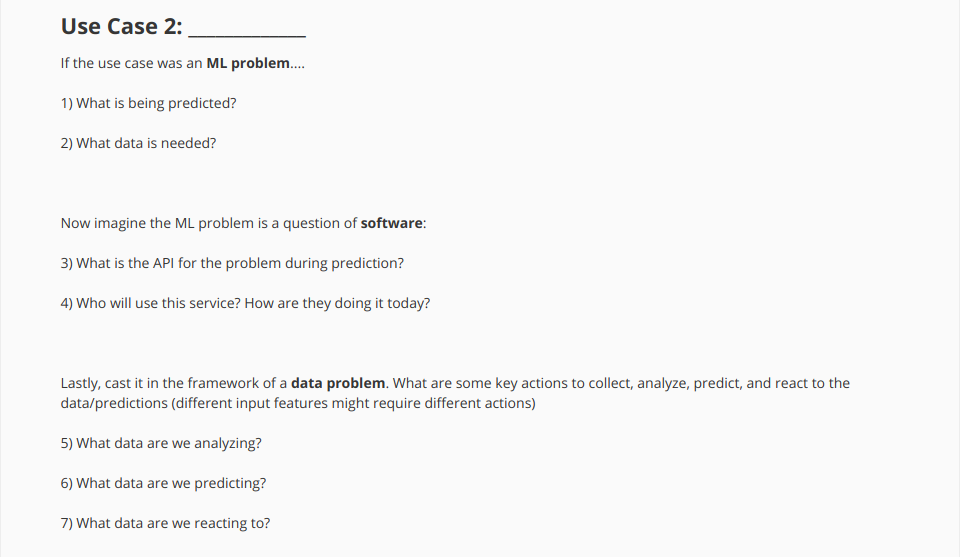 Use Case 2: _____________
If the use case was an ML problem....
1) What is being predicted?
2) What data is needed?
Now imagine the ML problem is a question of software:
3) What is the API for the problem during prediction?
4) Who will use this service? How are they doing it today?
Lastly, cast it in the framework of a data problem. What are some key actions to collect, analyze, predict, and react to the
data/predictions (different input features might require different actions)
5) What data are we analyzing?
6) What data are we predicting?
7) What data are we reacting to?